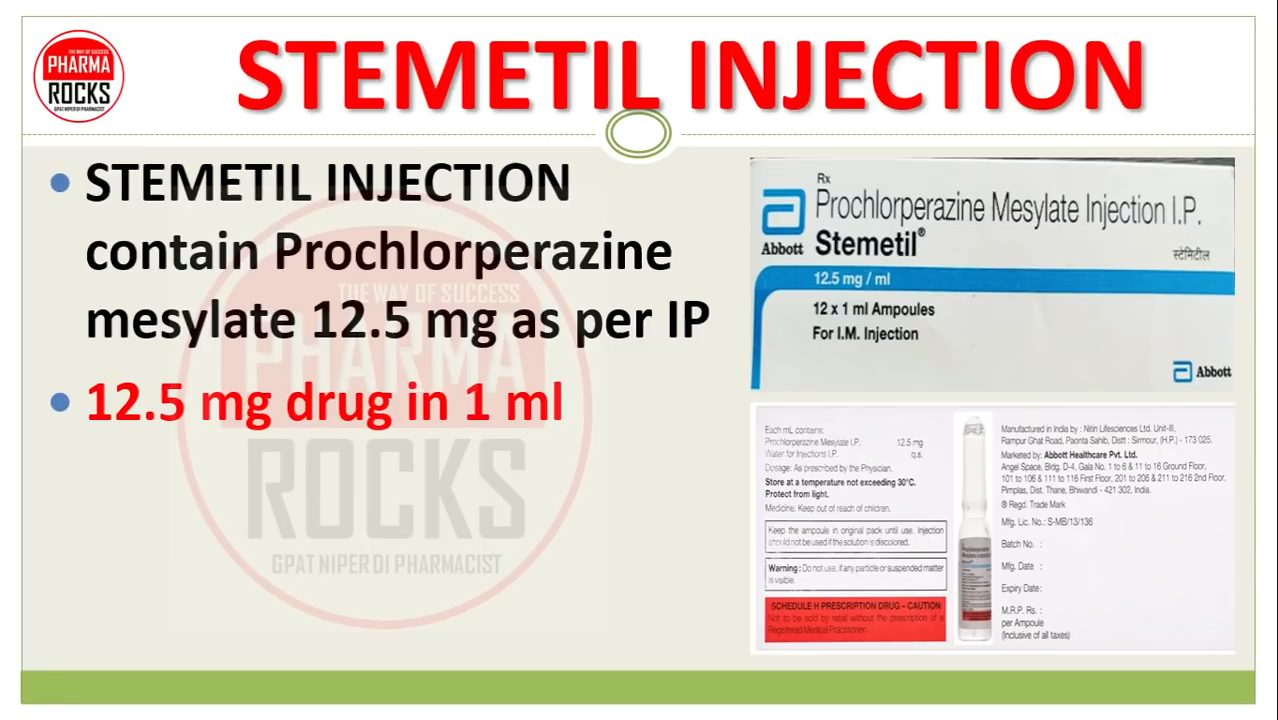 THE WAY OF SUCCESS
PHARMA
ROCKS
GPAT NIPER DI PHARMACIST
STEMETIL INJECTION
STEMETIL INJECTION
contain Prochlorperazine
mesylate 12.5 mg as per IP
12.5 mg drug in 1 ml
THE WAY OF SUCCESS
PHARMA
ROCKS
GPAT NIPER DI PHARMACIST
Rx
Prochlorperazine Mesylate Injection I.P.
Stemetil®
स्टेमिटील
Abbott
12.5 mg / ml
12 x 1 ml Ampoules
For I.M. Injection
Abbott
Each mL contains:
Prochlorperazine Mesylate I.P. 12.5 mg
Water for Injections I.P. q.s.
Dosage: As prescribed by the Physician.
Store at a temperature not exceeding 30°C.
Protect from light.
Medicine: Keep out of reach of children.
Keep the ampoule in original pack until use. Injection
should not be used if the solution is discolored.
Warning : Do not use, if any particle or suspended matter
is visible.
SCHEDULE H PRESCRIPTION DRUG – CAUTION
Not to be sold by retail without the prescription of a
Registered Medical Practitioner.
Manufactured in India by : Nitin Lifesciences Ltd. Unit-III,
Rampur Ghat Road, Paonta Sahib, Distt : Sirmour, (H.P.) - 173 025.
Marketed by: Abbott Healthcare Pvt. Ltd.
Angel Space, Bldg. D-4, Gala No. 1 to 6 & 11 to 16 Ground Floor,
101 to 106 & 111 to 116 First Floor, 201 to 206 & 211 to 216 2nd Floor,
Pimplas, Dist. Thane, Bhiwandi - 421 302, India.
® Regd. Trade Mark
Mfg. Lic. No.: S-MB/13/136
Batch No. :
Mfg. Date :
Expiry Date:
M.R.P. Rs. :
per Ampoule
(Inclusive of all taxes)